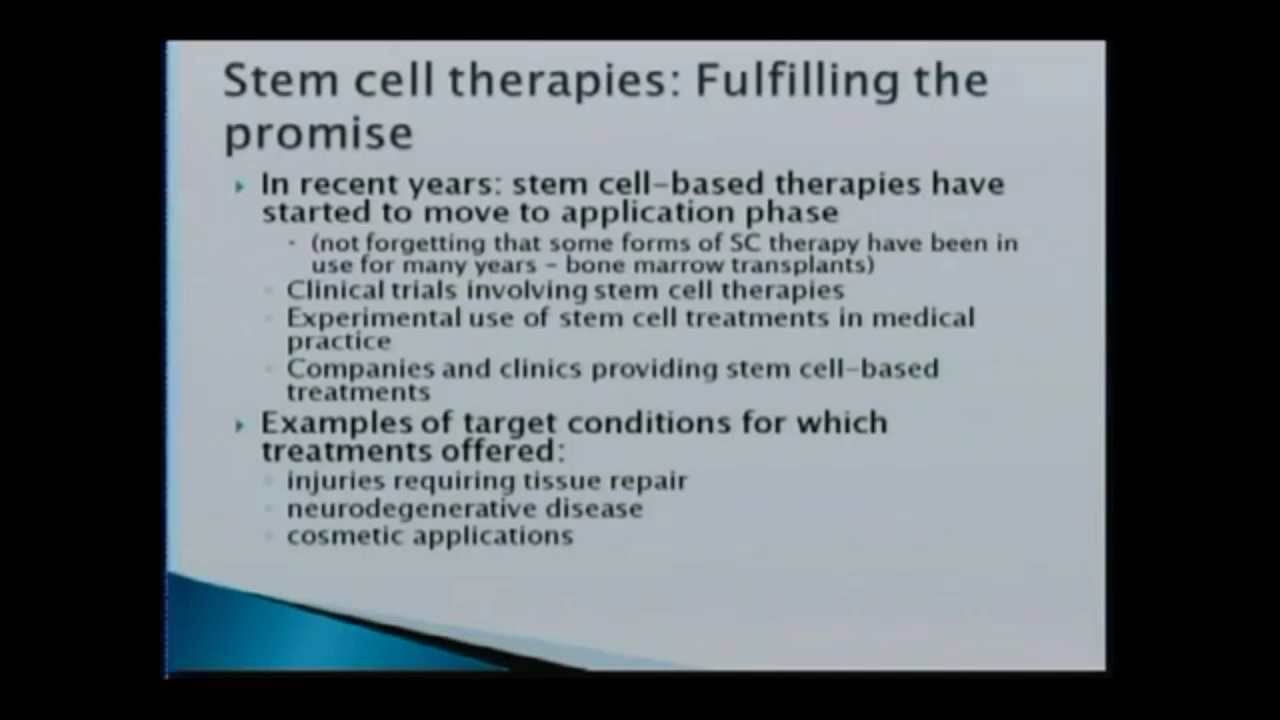 Stem cell therapies: Fulfilling the
promise
In recent years: stem cell-based therapies have
started to move to application phase
(not forgetting that some forms of SC therapy have been in
use for many years – bone marrow transplants)
Clinical trials involving stem cell therapies
Experimental use of stem cell treatments in medical
practice
Companies and clinics providing stem cell-based
treatments
Examples of target conditions for which
treatments offered:
injuries requiring tissue repair
neurodegenerative disease
cosmetic applications